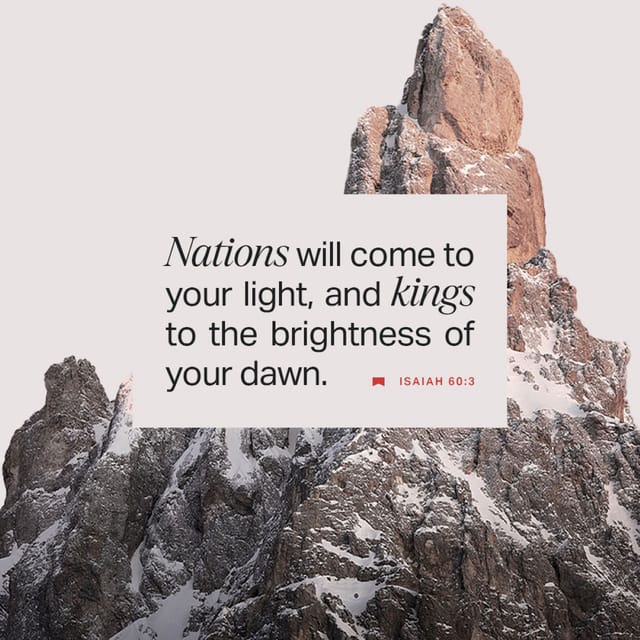 Nations will come to
your light, and kings
to the brightness of
your dawn.
ISAIAH 60:3